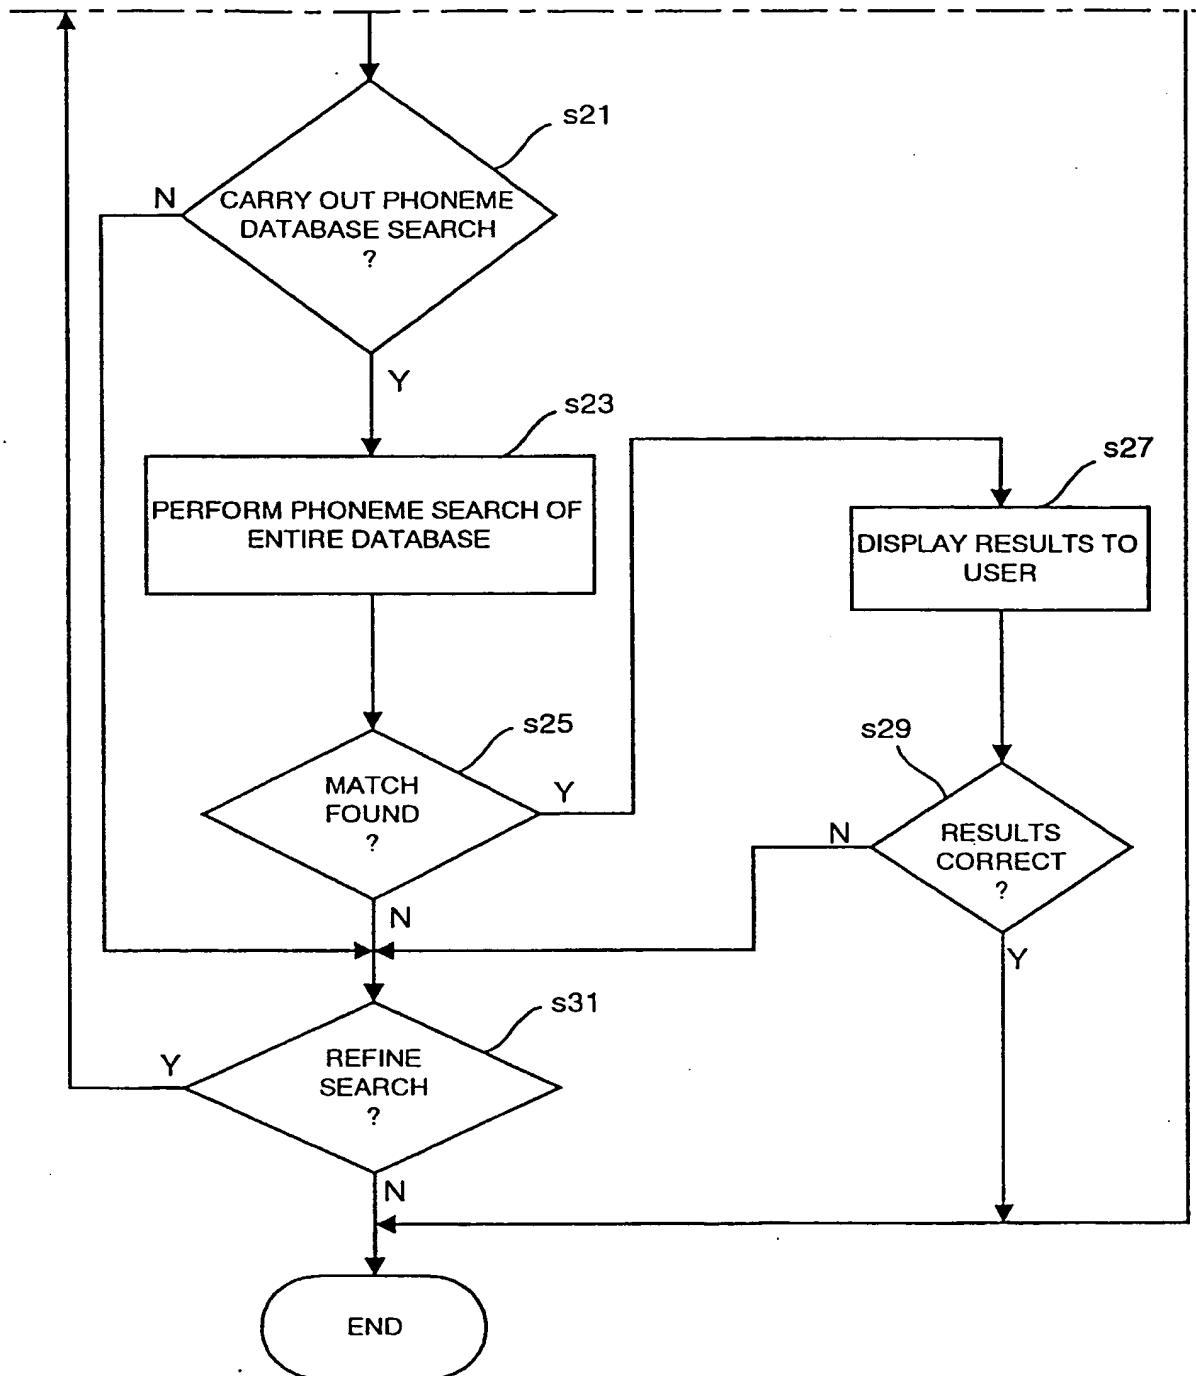 s21
N
CARRY OUT PHONEME
DATABASE SEARCH
?
Y
s23
PERFORM PHONEME SEARCH OF
ENTIRE DATABASE
s27
DISPLAY RESULTS TO
USER
s25
MATCH
FOUND
?
Y
N
s29
N
RESULTS
CORRECT
?
Y
s31
Y
REFINE
SEARCH
?
N
END